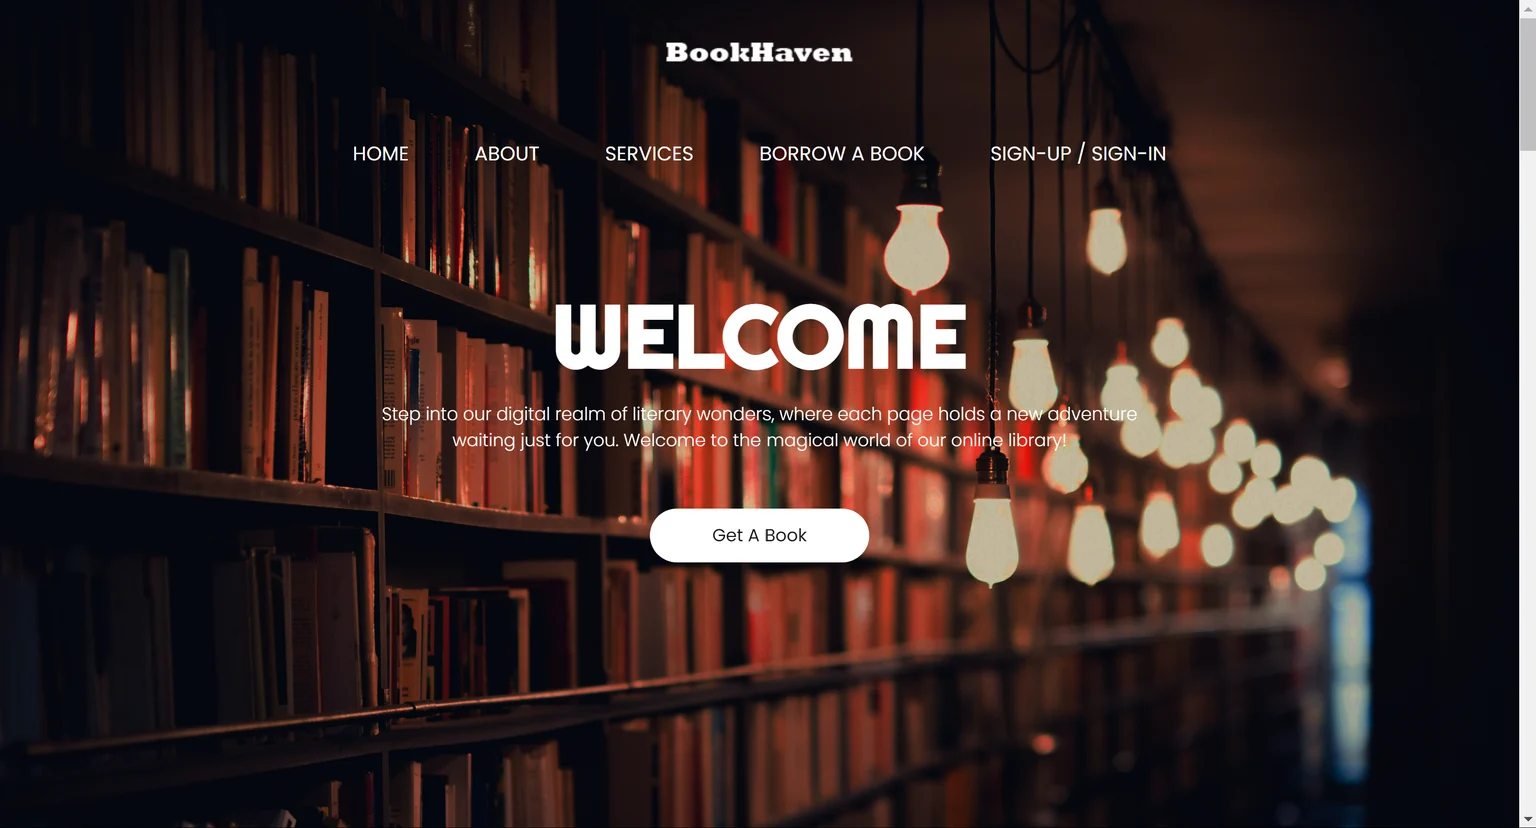 BookHaven
HOME ABOUT SERVICES BORROW A BOOK SIGN-UP / SIGN-IN
WELCOME
Step into our digital realm of literary wonders, where each page holds a new adventure
waiting just for you. Welcome to the magical world of our online library!
Get A Book